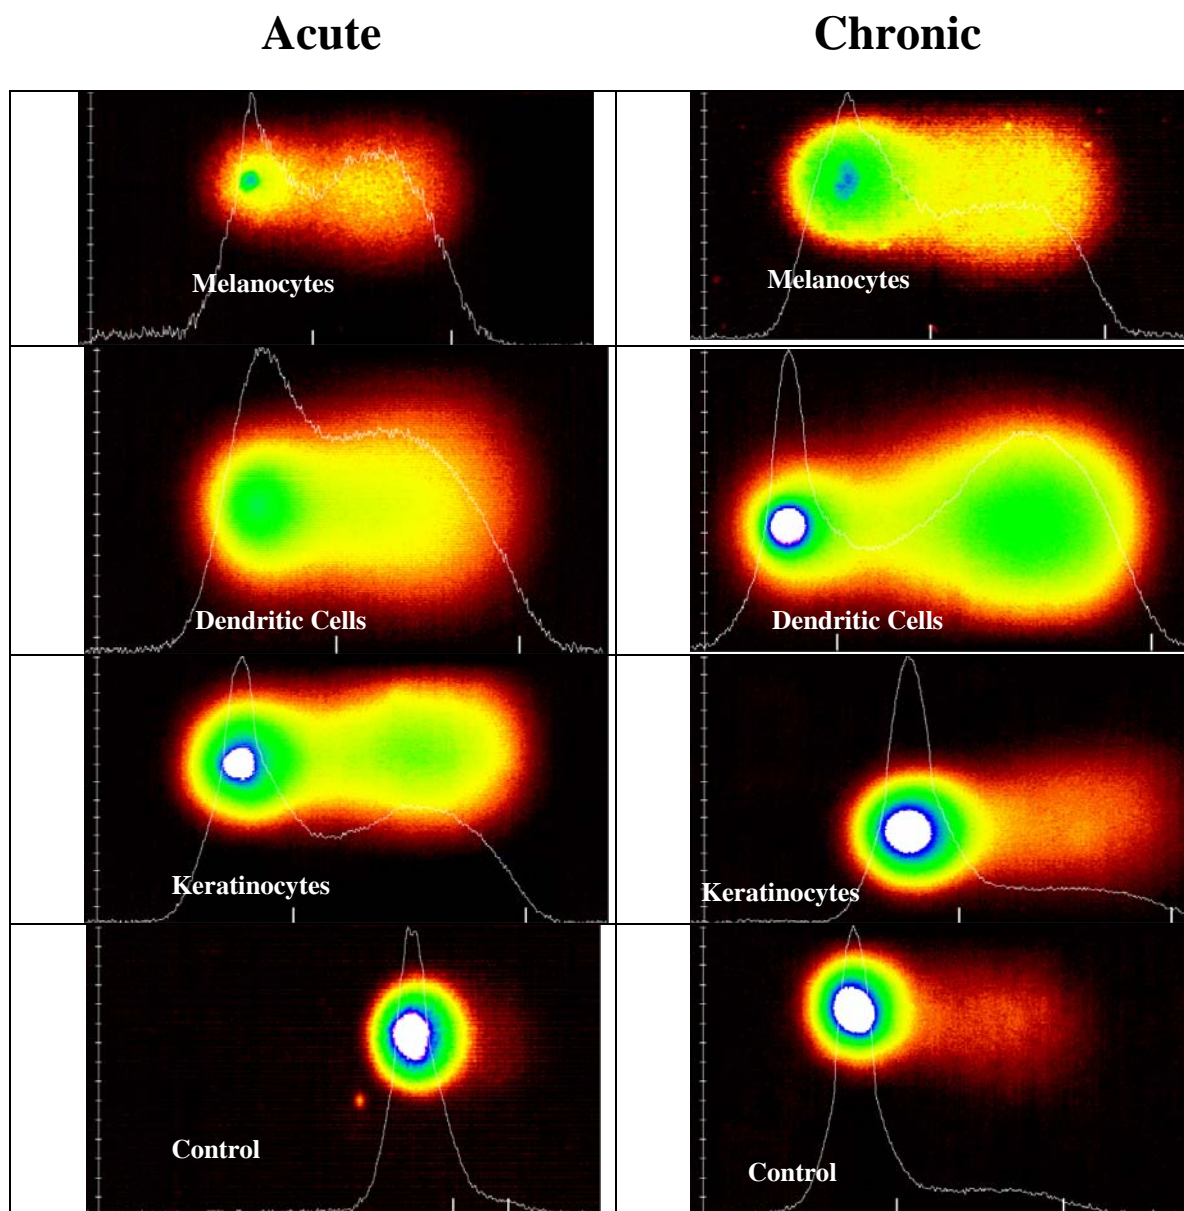 Acute
Chronic
Melanocytes
Melanocytes
Dendritic Cells
Dendritic Cells
Keratinocytes
Keratinocytes
Control
Control